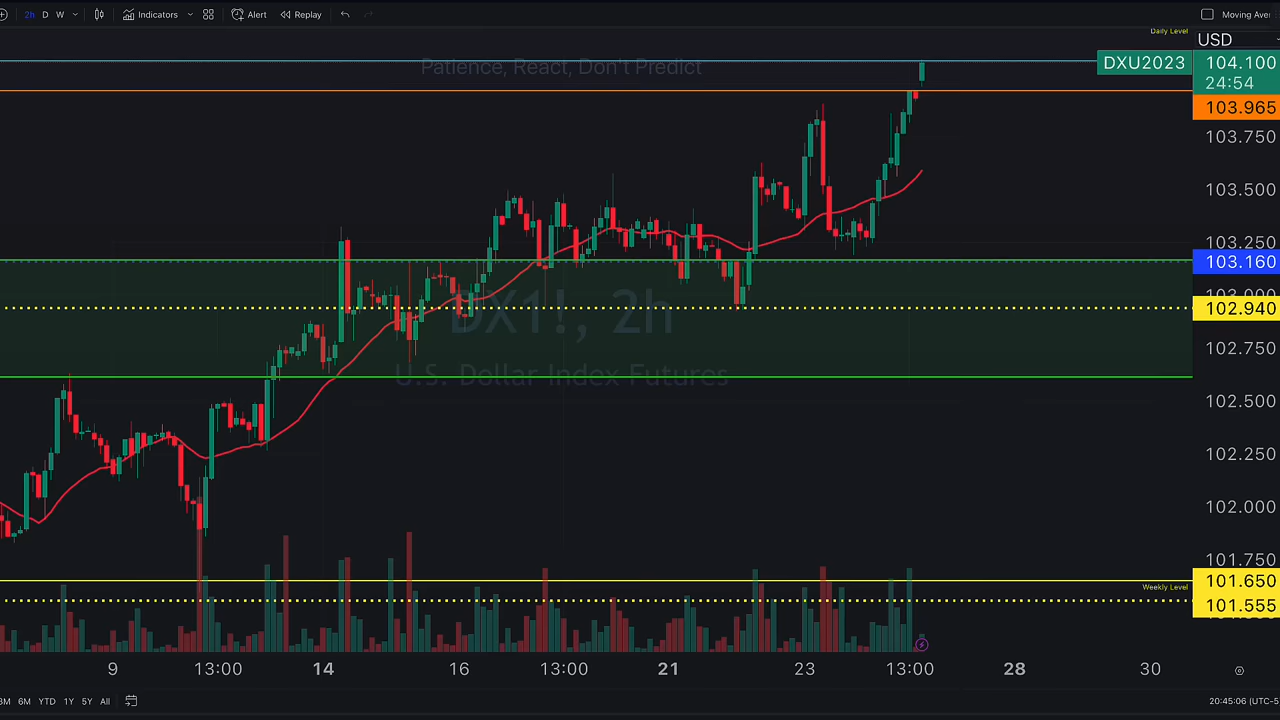 2h D W Indicators Alert Replay Moving Ave
Daily Level
USD
Patience, React, Don't Predict
DXU2023 104.100
24:54
103.965
103.750
103.500
103.250
103.160
102.940
DX1!, 2h
102.750
U.S. Dollar Index Futures
102.500
102.250
102.000
101.750
101.650
Weekly Level
101.555
9 13:00 14 16 13:00 21 23 13:00 28 30
3M 6M YTD 1Y 5Y All 20:45:06 (UTC-5